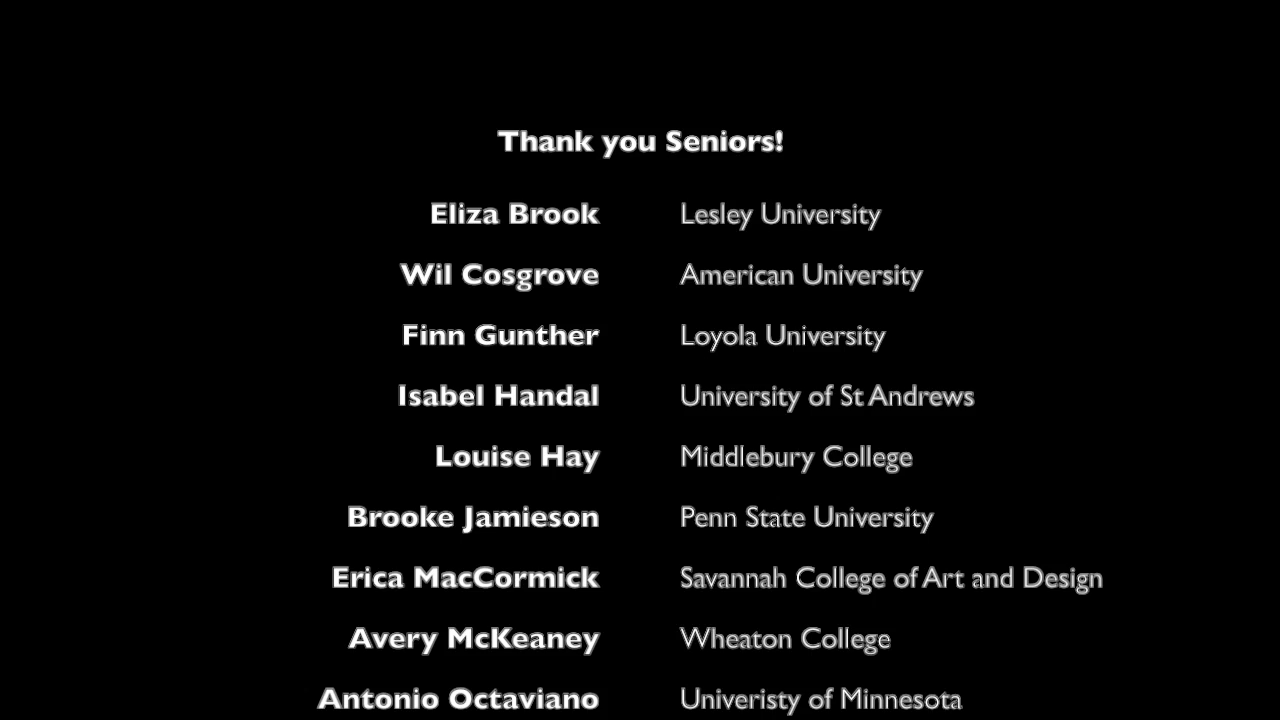 Thank you Seniors!
Eliza Brook Lesley University
Wil Cosgrove American University
Finn Gunther Loyola University
Isabel Handal University of St Andrews
Louise Hay Middlebury College
Brooke Jamieson Penn State University
Erica MacCormick Savannah College of Art and Design
Avery McKeaney Wheaton College
Antonio Octaviano Univeristy of Minnesota